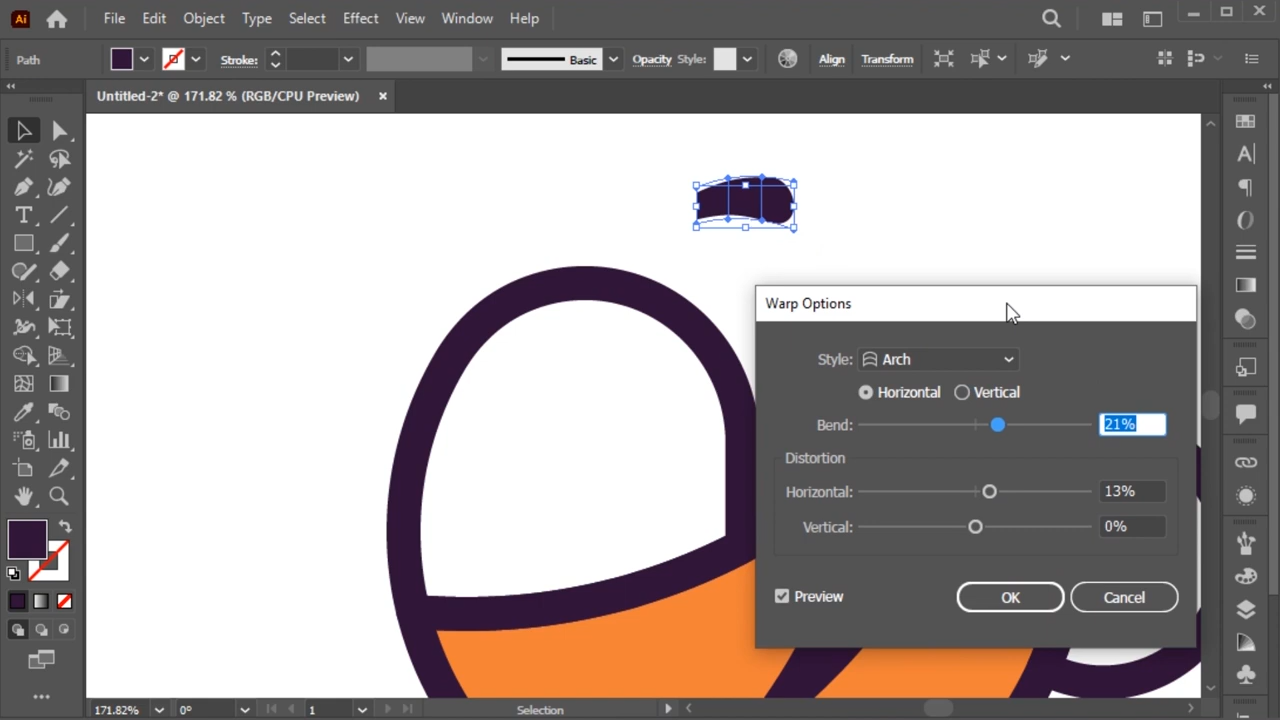 Ai File Edit Object Type Select Effect View Window Help
Path Stroke: Basic Opacity Style: Align Transform
Untitled-2* @ 171.82 % (RGB/CPU Preview) ×
Warp Options
Style: Arch
Horizontal Vertical
Bend: 21%
Distortion
Horizontal: 13%
Vertical: 0%
Preview OK Cancel
171.82% 0° 1 Selection